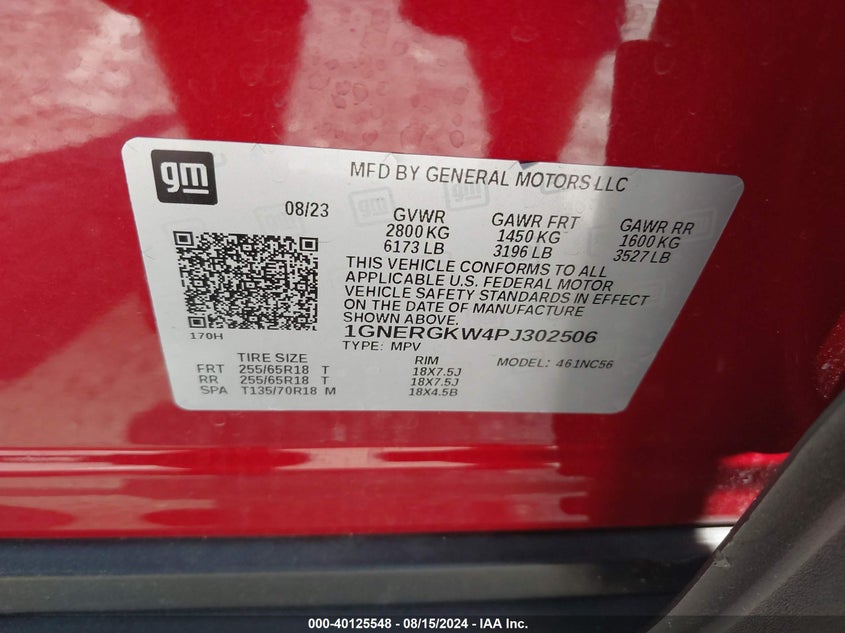 gm
MFD BY GENERAL MOTORS LLC
08/23
GVWR GAWR FRT GAWR RR
2800 KG 1450 KG 1600 KG
6173 LB 3196 LB 3527 LB
THIS VEHICLE CONFORMS TO ALL
APPLICABLE U.S. FEDERAL MOTOR
VEHICLE SAFETY STANDARDS IN EFFECT
ON THE DATE OF MANUFACTURE
SHOWN ABOVE.
170H
1GNERGKW4PJ302506
TYPE: MPV MODEL: 461NC56
TIRE SIZE RIM
FRT 255/65R18 T 18X7.5J
RR 255/65R18 T 18X7.5J
SPA T135/70R18 M 18X4.5B
000-40125548 - 08/15/2024 - IAA Inc.